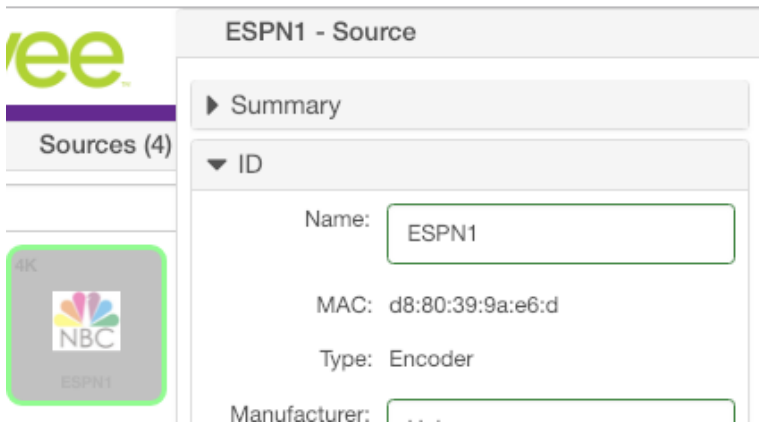 ESPN1 - Source
vee
Summary
Sources (4)
ID
Name:
ESPN1
4K
NBC
ESPN1
MAC: d8:80:39:9a:e6:d
Type: Encoder
Manufacturer: